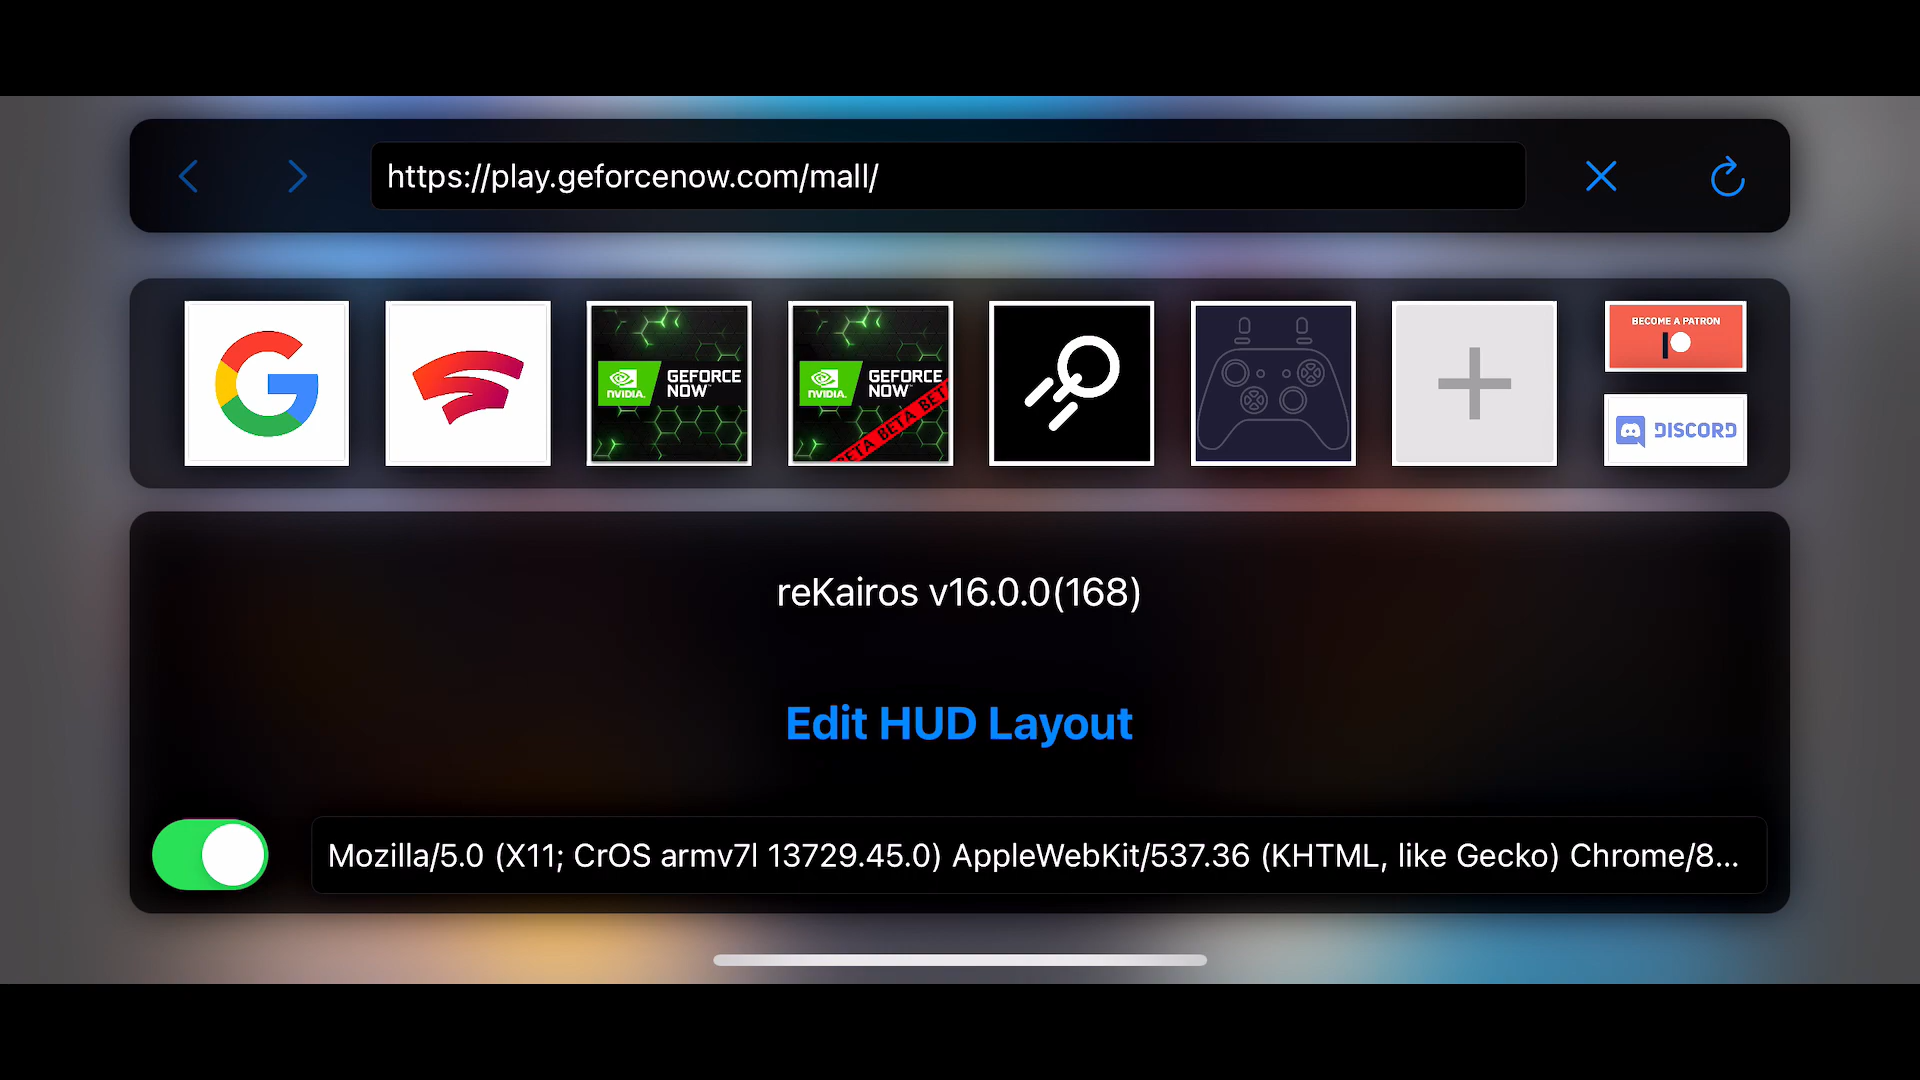 https://play.geforcenow.com/mall/
NVIDIA. GEFORCE NOW
NVIDIA. GEFORCE NOW
BETA BETA BET
BECOME A PATRON
DISCORD
reKairos v16.0.0(168)
Edit HUD Layout
Mozilla/5.0 (X11; CrOS armv7l 13729.45.0) AppleWebKit/537.36 (KHTML, like Gecko) Chrome/8...